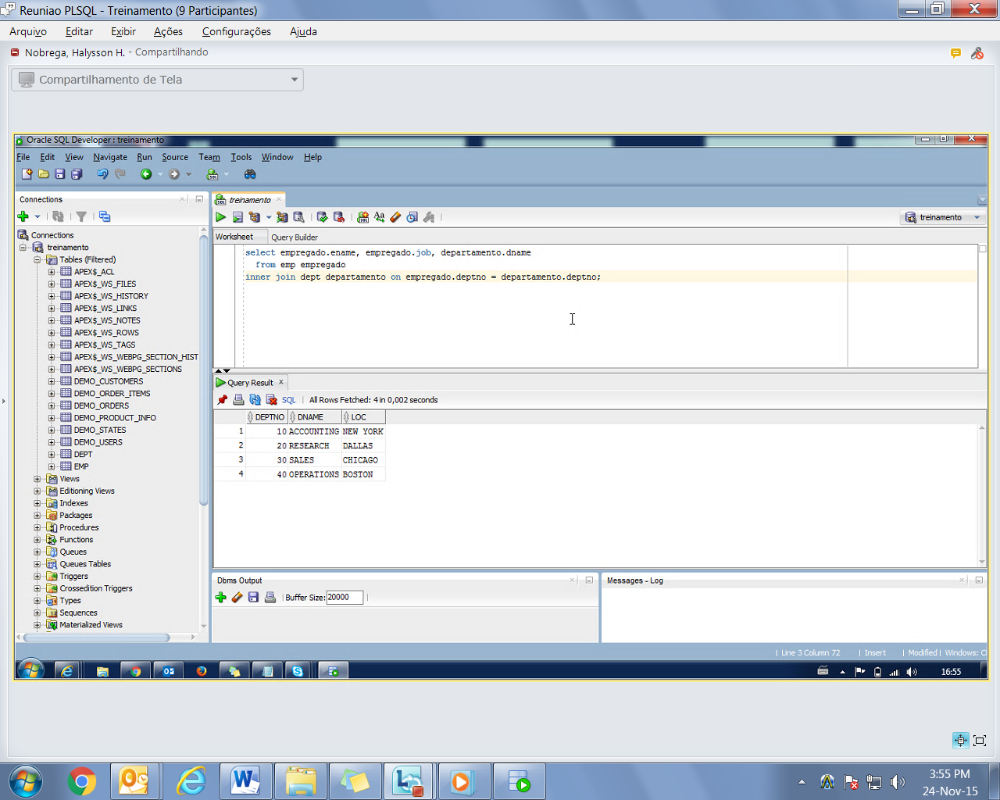 Reuniao PLSQL - Treinamento (9 Participantes)
Arquivo Editar Exibir Ações Configurações Ajuda
Nobrega, Halysson H. - Compartilhando
Compartilhamento de Tela
Oracle SQL Developer : treinamento
File Edit View Navigate Run Source Team Tools Window Help
Connections
Connections
treinamento
Tables (Filtered)
APEX$_ACL
APEX$_WS_FILES
APEX$_WS_HISTORY
APEX$_WS_LINKS
APEX$_WS_NOTES
APEX$_WS_ROWS
APEX$_WS_TAGS
APEX$_WS_WEBPG_SECTION_HIST
APEX$_WS_WEBPG_SECTIONS
DEMO_CUSTOMERS
DEMO_ORDER_ITEMS
DEMO_ORDERS
DEMO_PRODUCT_INFO
DEMO_STATES
DEMO_USERS
DEPT
EMP
Views
Editioning Views
Indexes
Packages
Procedures
Functions
Queues
Queues Tables
Triggers
Crossedition Triggers
Types
Sequences
Materialized Views
treinamento
treinamento
Worksheet Query Builder
select empregado.ename, empregado.job, departamento.dname
from emp empregado
inner join dept departamento on empregado.deptno = departamento.deptno;
Query Result
SQL All Rows Fetched: 4 in 0,002 seconds
DEPTNO DNAME LOC
1 10 ACCOUNTING NEW YORK
2 20 RESEARCH DALLAS
3 30 SALES CHICAGO
4 40 OPERATIONS BOSTON
Dbms Output
Buffer Size: 20000
Messages - Log
Line 3 Column 72 | Insert | Modified | Windows: C
16:55
3:55 PM
24-Nov-15